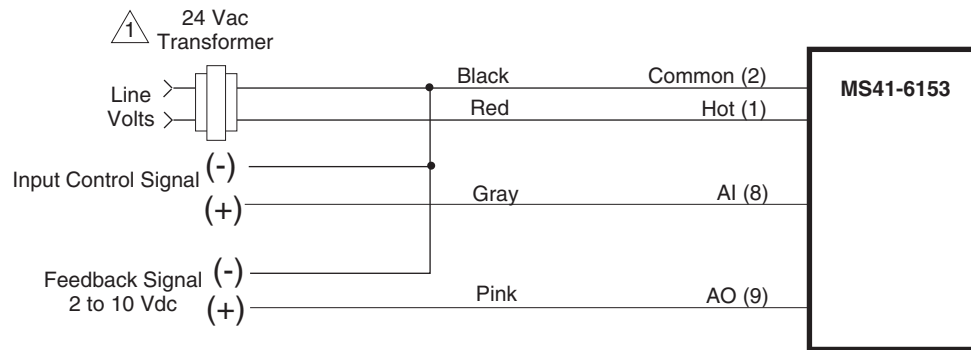 1
24 Vac
Transformer
Line
Volts
Black
Common (2)
Red
Hot (1)
MS41-6153
Input Control Signal
(-)
(+)
Gray
AI (8)
Feedback Signal
2 to 10 Vdc
(-)
(+)
Pink
AO (9)